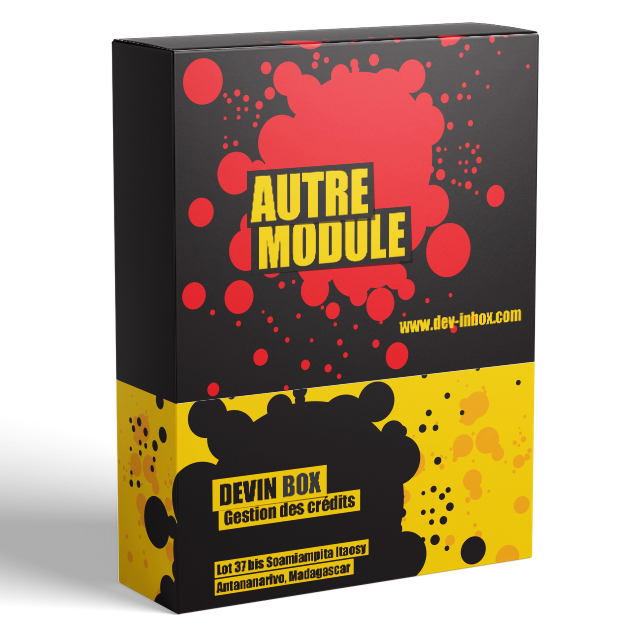 AUTRE
MODULE
www.dev-inbox.com
DEVIN BOX
Gestion des crédits
Lot 37 bis Soamiampita Itaosy
Antananarivo, Madagascar